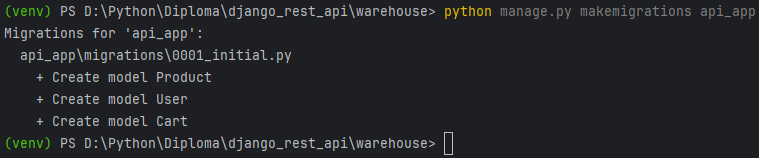 (venv) PS D:\Python\Diploma\django_rest_api\warehouse> python manage.py makemigrations api_app
Migrations for 'api_app':
  api_app\migrations\0001_initial.py
    + Create model Product
    + Create model User
    + Create model Cart
(venv) PS D:\Python\Diploma\django_rest_api\warehouse>